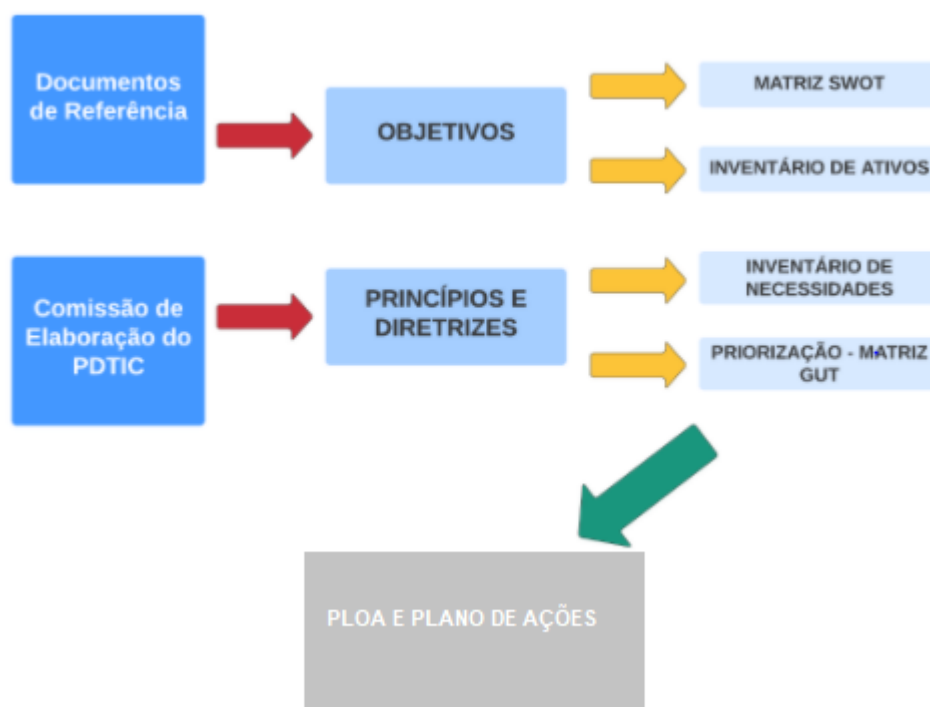 Documentos
de Referência
OBJETIVOS
MATRIZ SWOT
INVENTÁRIO DE ATIVOS
Comissão de
Elaboração do
PDTIC
PRINCÍPIOS E
DIRETRIZES
INVENTÁRIO DE
NECESSIDADES
PRIORIZAÇÃO - MATRIZ
GUT
PLOA E PLANO DE AÇÕES